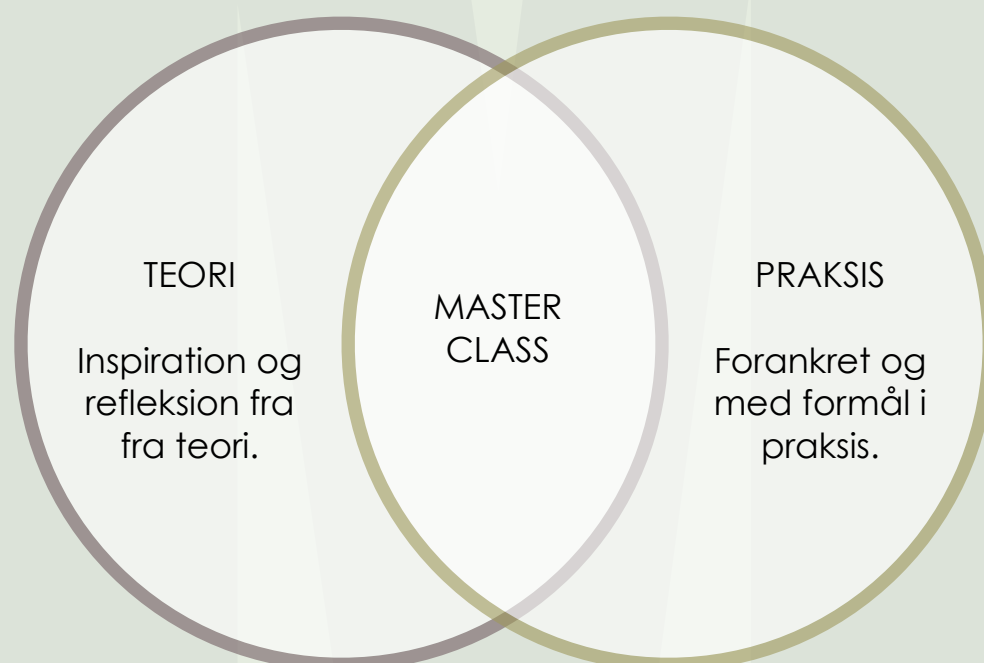 TEORI
Inspiration og
refleksion fra
fra teori.
MASTER
CLASS
PRAKSIS
Forankret og
med formål i
praksis.